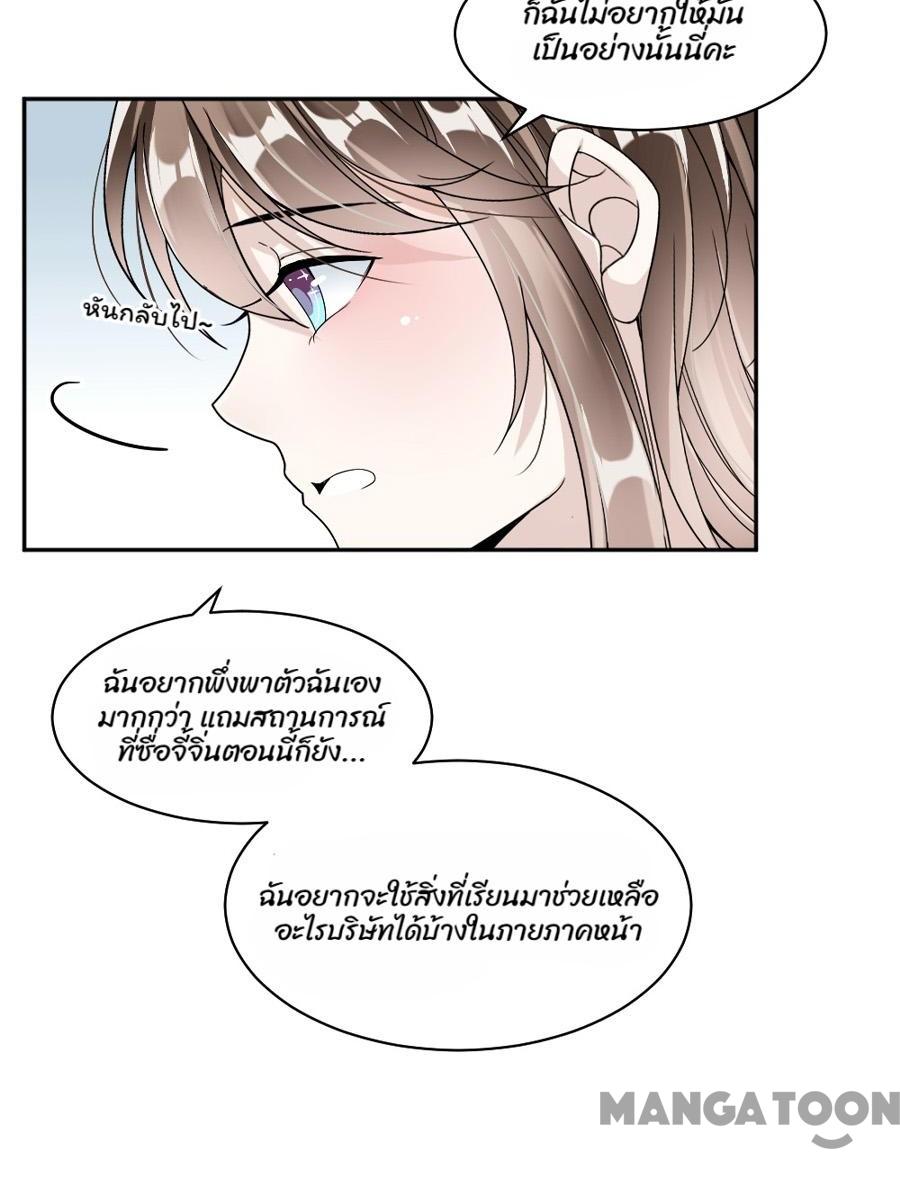 ก็ฉันไม่อยากให้มัน
เป็นอย่างนั้นนี่คะ
หันกลับไป~
ฉันอยากพึ่งพาตัวฉันเอง
มากกว่า แถมสถานการณ์
ที่ซื่อจี้จิ่นตอนนี้ก็ยัง...
ฉันอยากจะใช้สิ่งที่เรียนมาช่วยเหลือ
อะไรบริษัทได้บ้างในภายภาคหน้า
MANGATOON